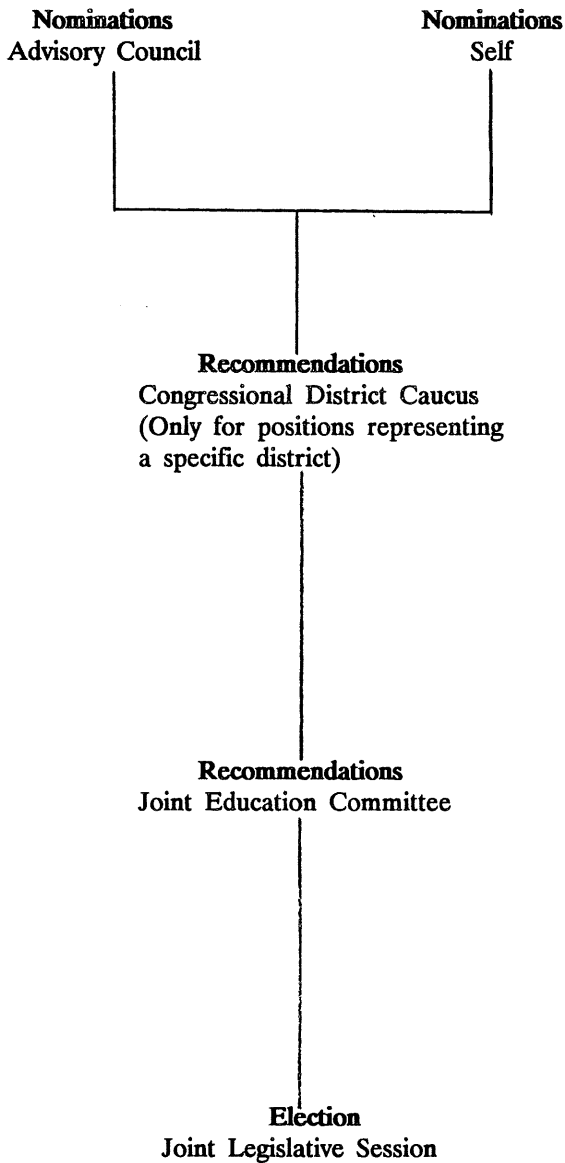 Nominations
Advisory Council
Nominations
Self
Recommendations
Congressional District Caucus
(Only for positions representing
a specific district)
Recommendations
Joint Education Committee
Election
Joint Legislative Session